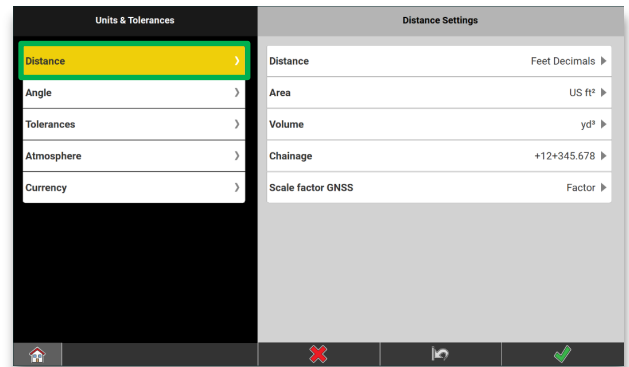 Units & Tolerances
Distance
Angle
Tolerances
Atmosphere
Currency
Distance Settings
Distance Feet Decimals
Area US ft²
Volume yd³
Chainage +12+345.678
Scale factor GNSS Factor